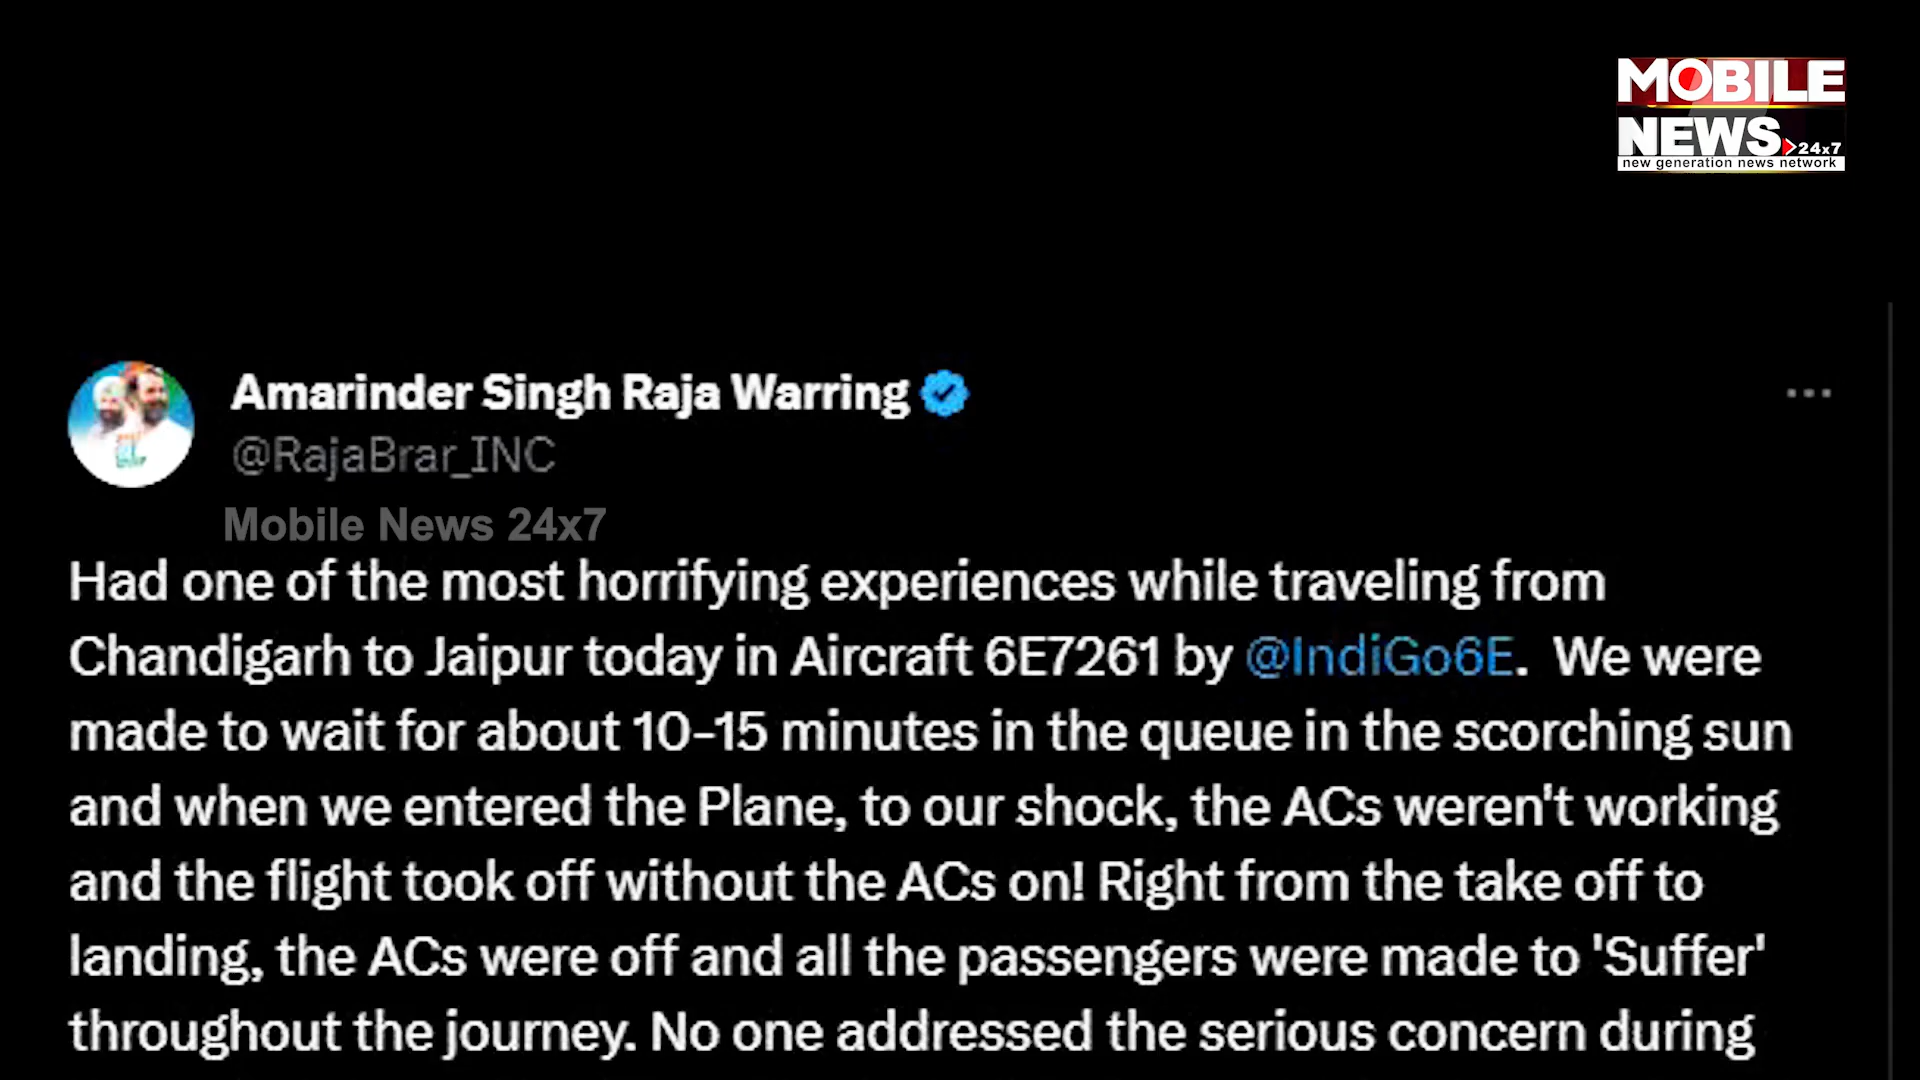 MOBILE
NEWS 24x7
new generation news network
Amarinder Singh Raja Warring
@RajaBrar_INC
Mobile News 24x7
Had one of the most horrifying experiences while traveling from
Chandigarh to Jaipur today in Aircraft 6E7261 by @IndiGo6E.  We were
made to wait for about 10-15 minutes in the queue in the scorching sun
and when we entered the Plane, to our shock, the ACs weren't working
and the flight took off without the ACs on! Right from the take off to
landing, the ACs were off and all the passengers were made to 'Suffer'
throughout the journey. No one addressed the serious concern during